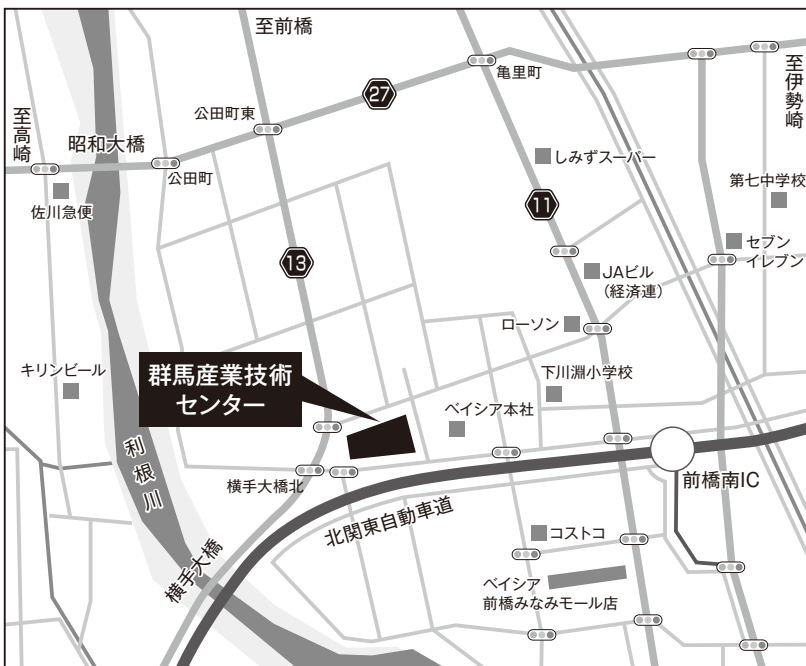 至前橋
27
亀里町
至伊勢崎
公田町東
至高崎
昭和大橋
公田町
しみずスーパー
第七中学校
佐川急便
11
セブン
イレブン
13
JAビル
(経済連)
ローソン
キリンビール
群馬産業技術
センター
下川淵小学校
ベイシア本社
利根川
横手大橋北
前橋南IC
北関東自動車道
コストコ
横手大橋
ベイシア
前橋みなみモール店